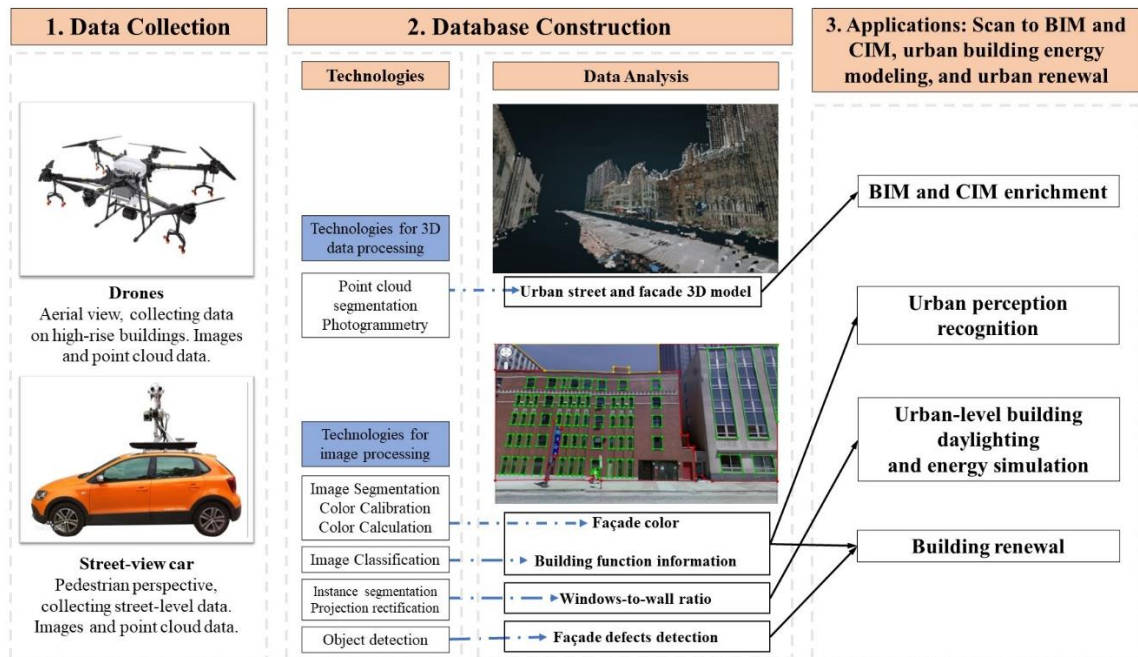 1. Data Collection
Drones
Aerial view, collecting data
on high-rise buildings. Images
and point cloud data.
Street-view car
Pedestrian perspective,
collecting street-level data.
Images and point cloud data.
2. Database Construction
Technologies
Technologies for 3D
data processing
Point cloud
segmentation
Photogrammetry
Technologies for
image processing
Image Segmentation
Color Calibration
Color Calculation
Image Classification
Instance segmentation
Projection rectification
Object detection
Data Analysis
Urban street and facade 3D model
Façade color
Building function information
Windows-to-wall ratio
Façade defects detection
3. Applications: Scan to BIM and
CIM, urban building energy
modeling, and urban renewal
BIM and CIM enrichment
Urban perception
recognition
Urban-level building
daylighting
and energy simulation
Building renewal